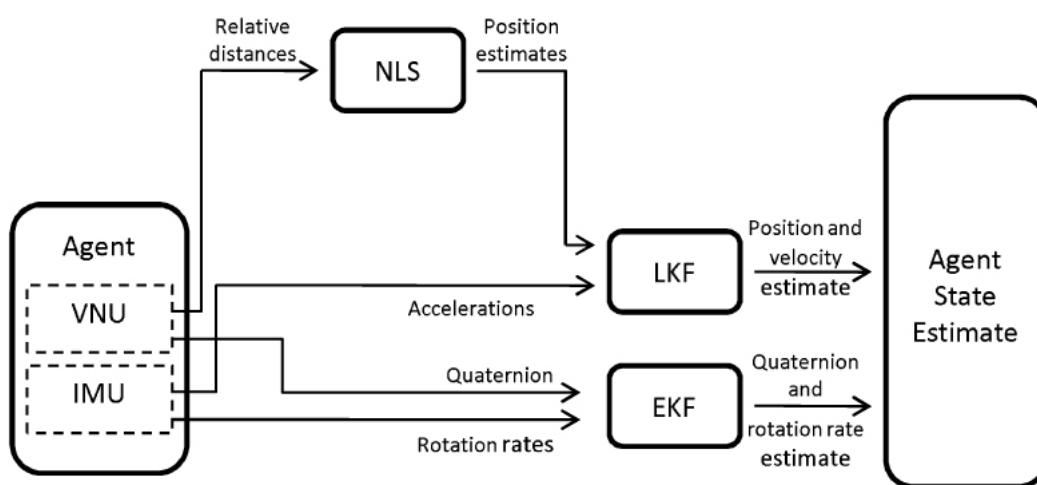 Relative
distances
NLS
Position
estimates
Agent
VNU
IMU
Accelerations
Quaternion
Rotation rates
LKF
EKF
Position and
velocity
estimate
Quaternion
and
rotation rate
estimate
Agent
State
Estimate